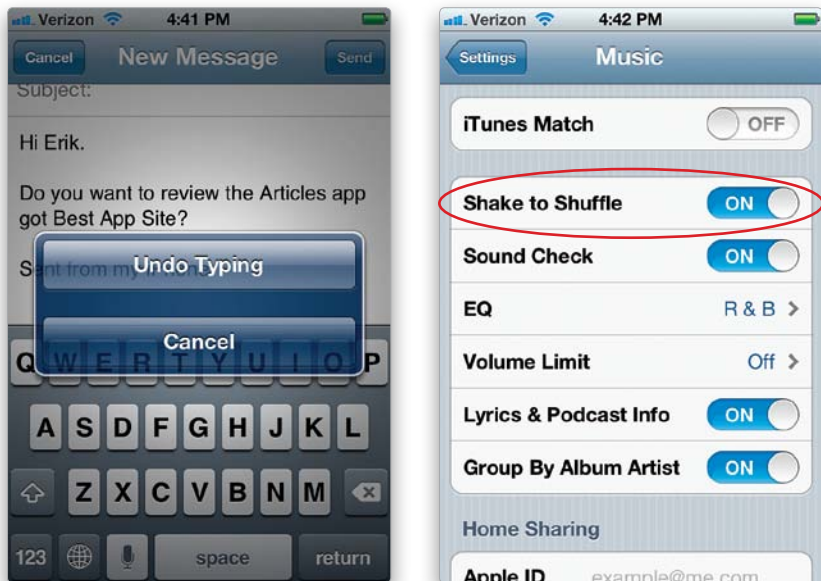 Verizon 4:41 PM
Cancel New Message Send
Subject:
Hi Erik.
Do you want to review the Articles app
got Best App Site?
Sent from my
Undo Typing
Cancel
Q W E R T Y U I O P
A S D F G H J K L
Z X C V B N M
123 space return
Verizon 4:42 PM
Settings Music
iTunes Match OFF
Shake to Shuffle ON
Sound Check ON
EQ R & B >
Volume Limit Off >
Lyrics & Podcast Info ON
Group By Album Artist ON
Home Sharing
Apple ID example@me.com